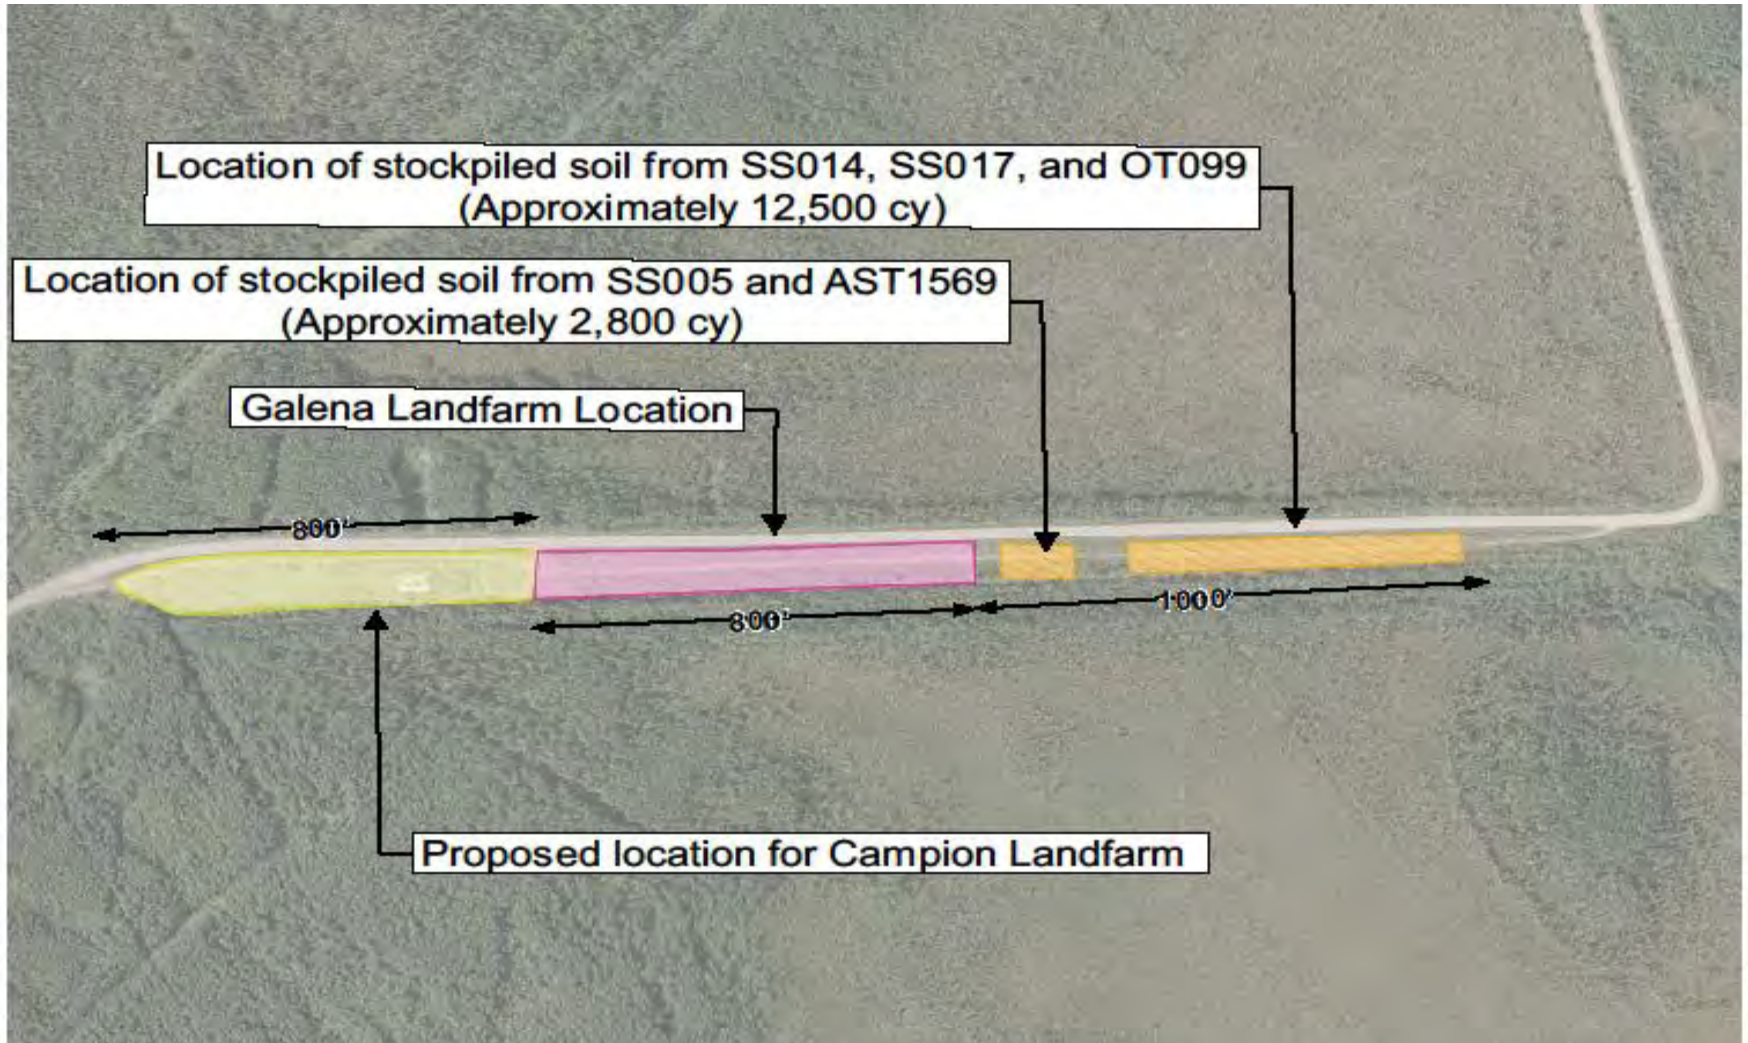 Location of stockpiled soil from SS014, SS017, and OT099
(Approximately 12,500 cy)
Location of stockpiled soil from SS005 and AST1569
(Approximately 2,800 cy)
Galena Landfarm Location
800'
800'
1000'
Proposed location for Campion Landfarm